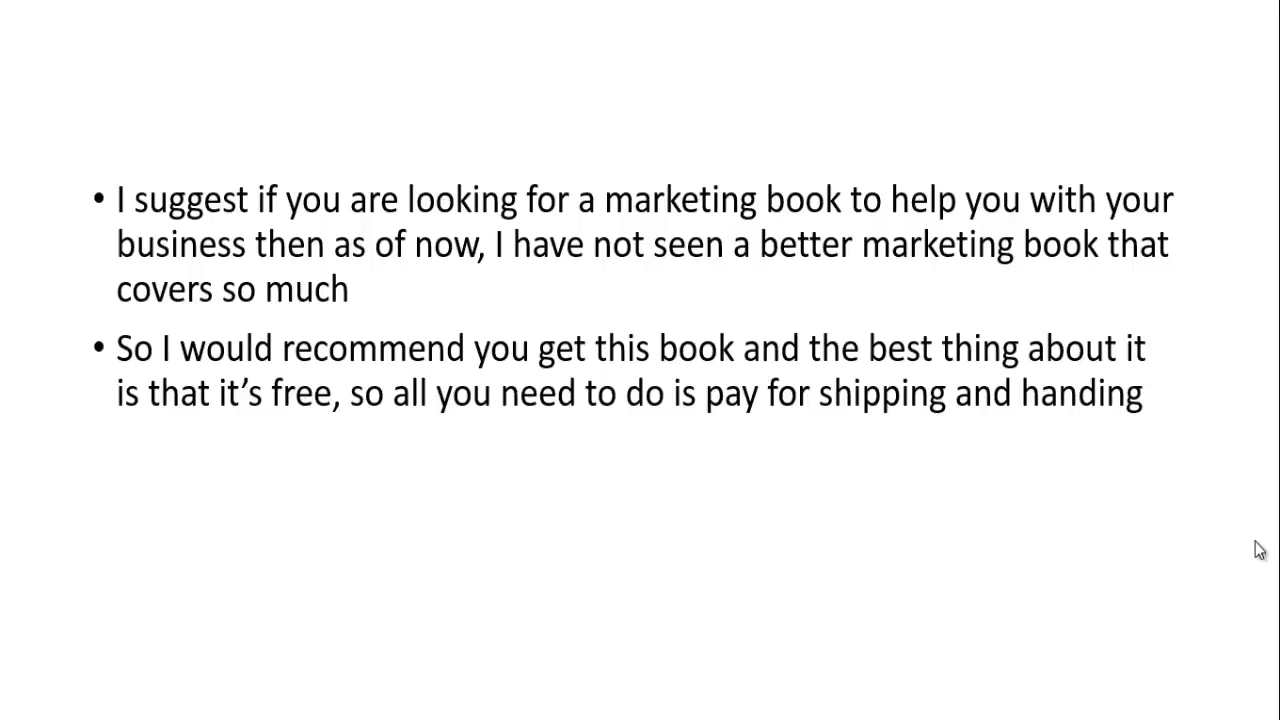 • I suggest if you are looking for a marketing book to help you with your
business then as of now, I have not seen a better marketing book that
covers so much
• So I would recommend you get this book and the best thing about it
is that it’s free, so all you need to do is pay for shipping and handing